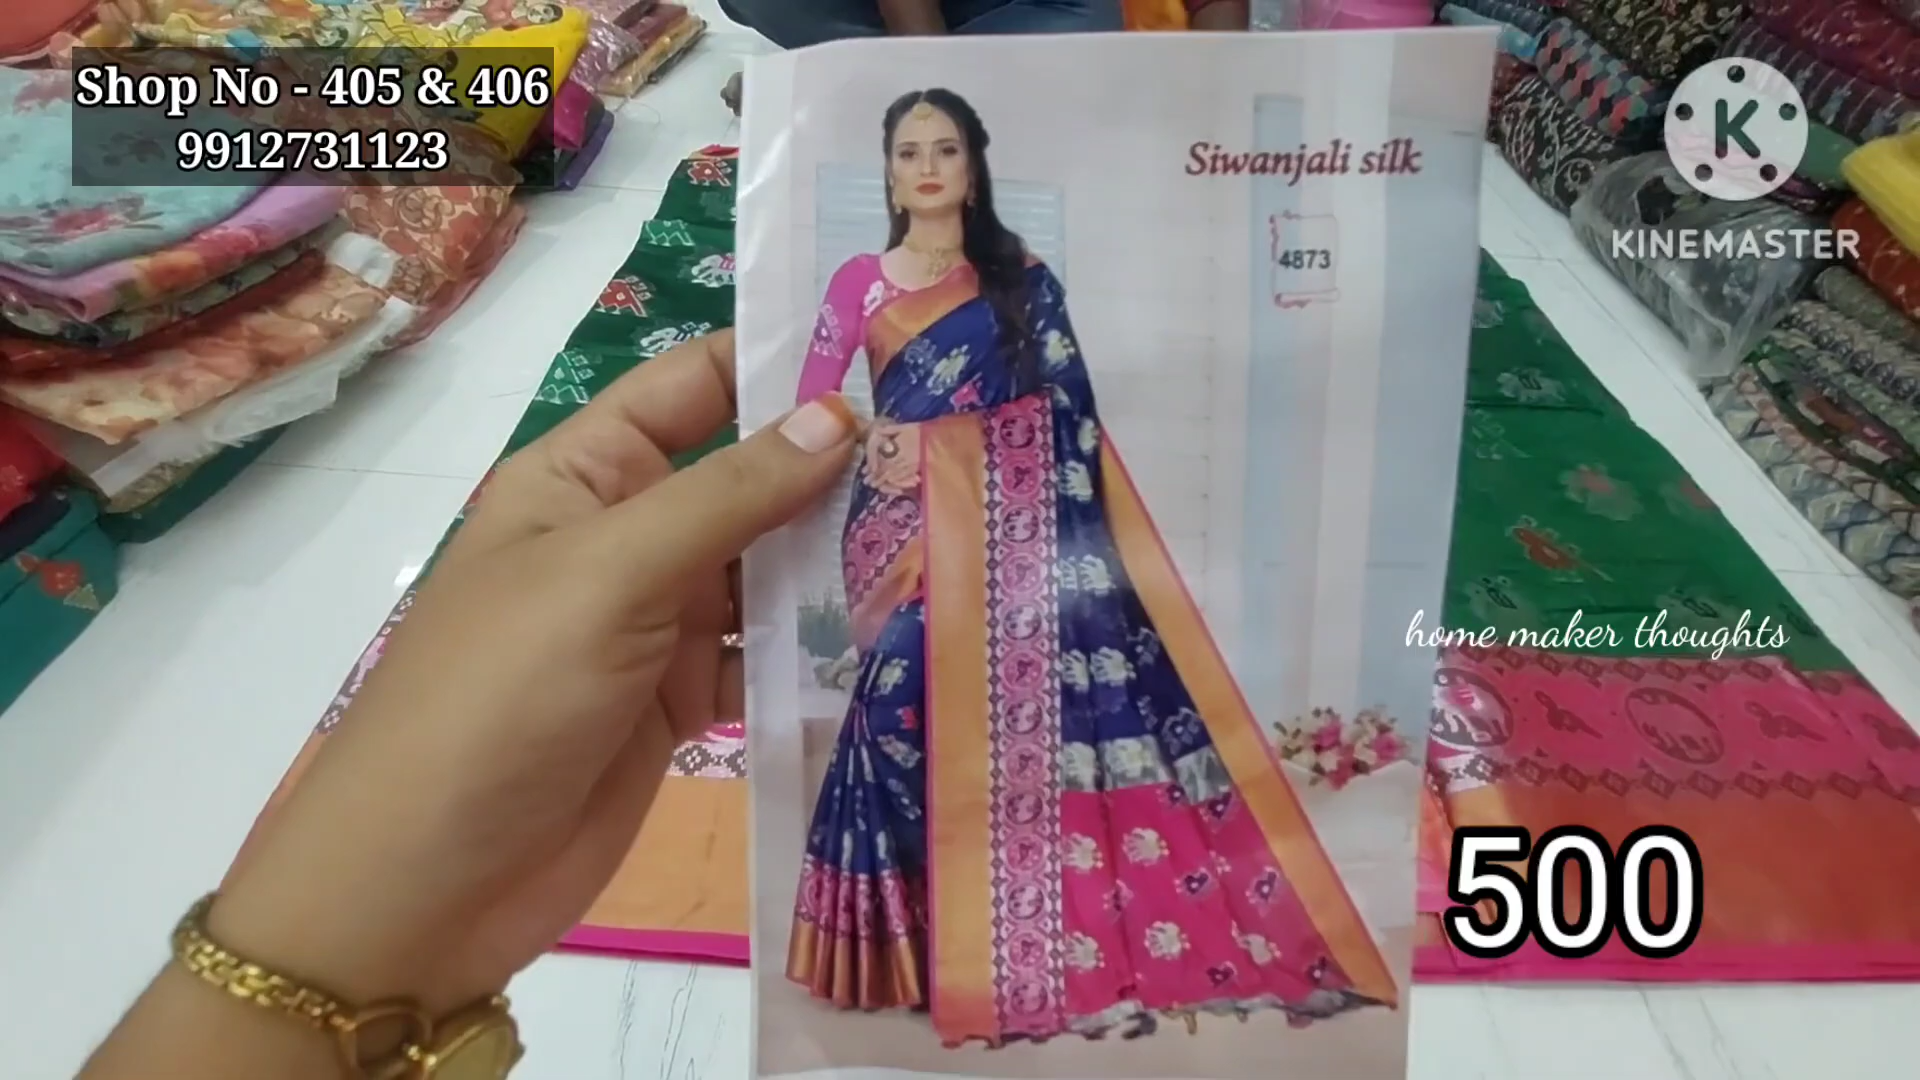 Shop No - 405 & 406
9912731123
Siwanjali silk
4873
K
KINEMASTER
home maker thoughts
500